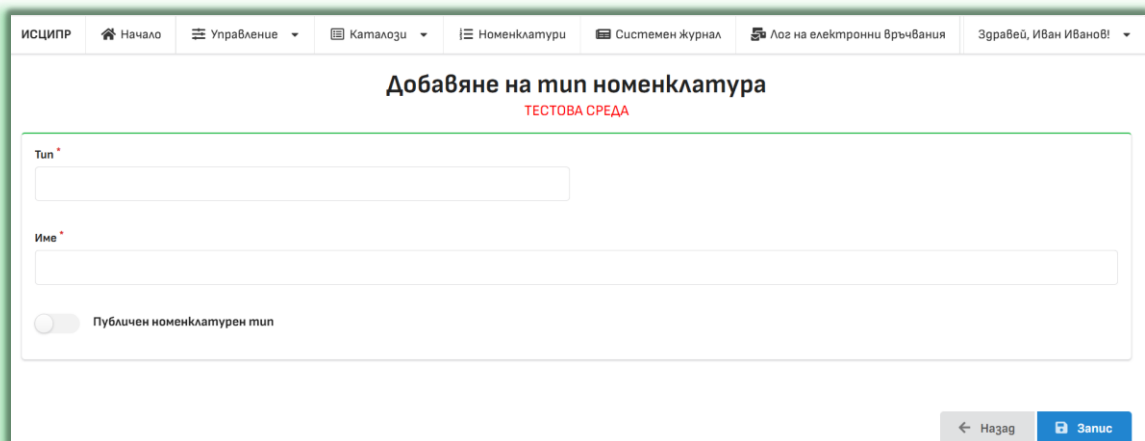 ИСЦИПР Начало Управление Каталози Номенклатури Системен журнал Лог на електронни връчвания Здравей, Иван Иванов!
Добавяне на тип номенклатура
ТЕСТОВА СРЕДА
Тип *
Име *
Публичен номенклатурен тип
Назад Запис